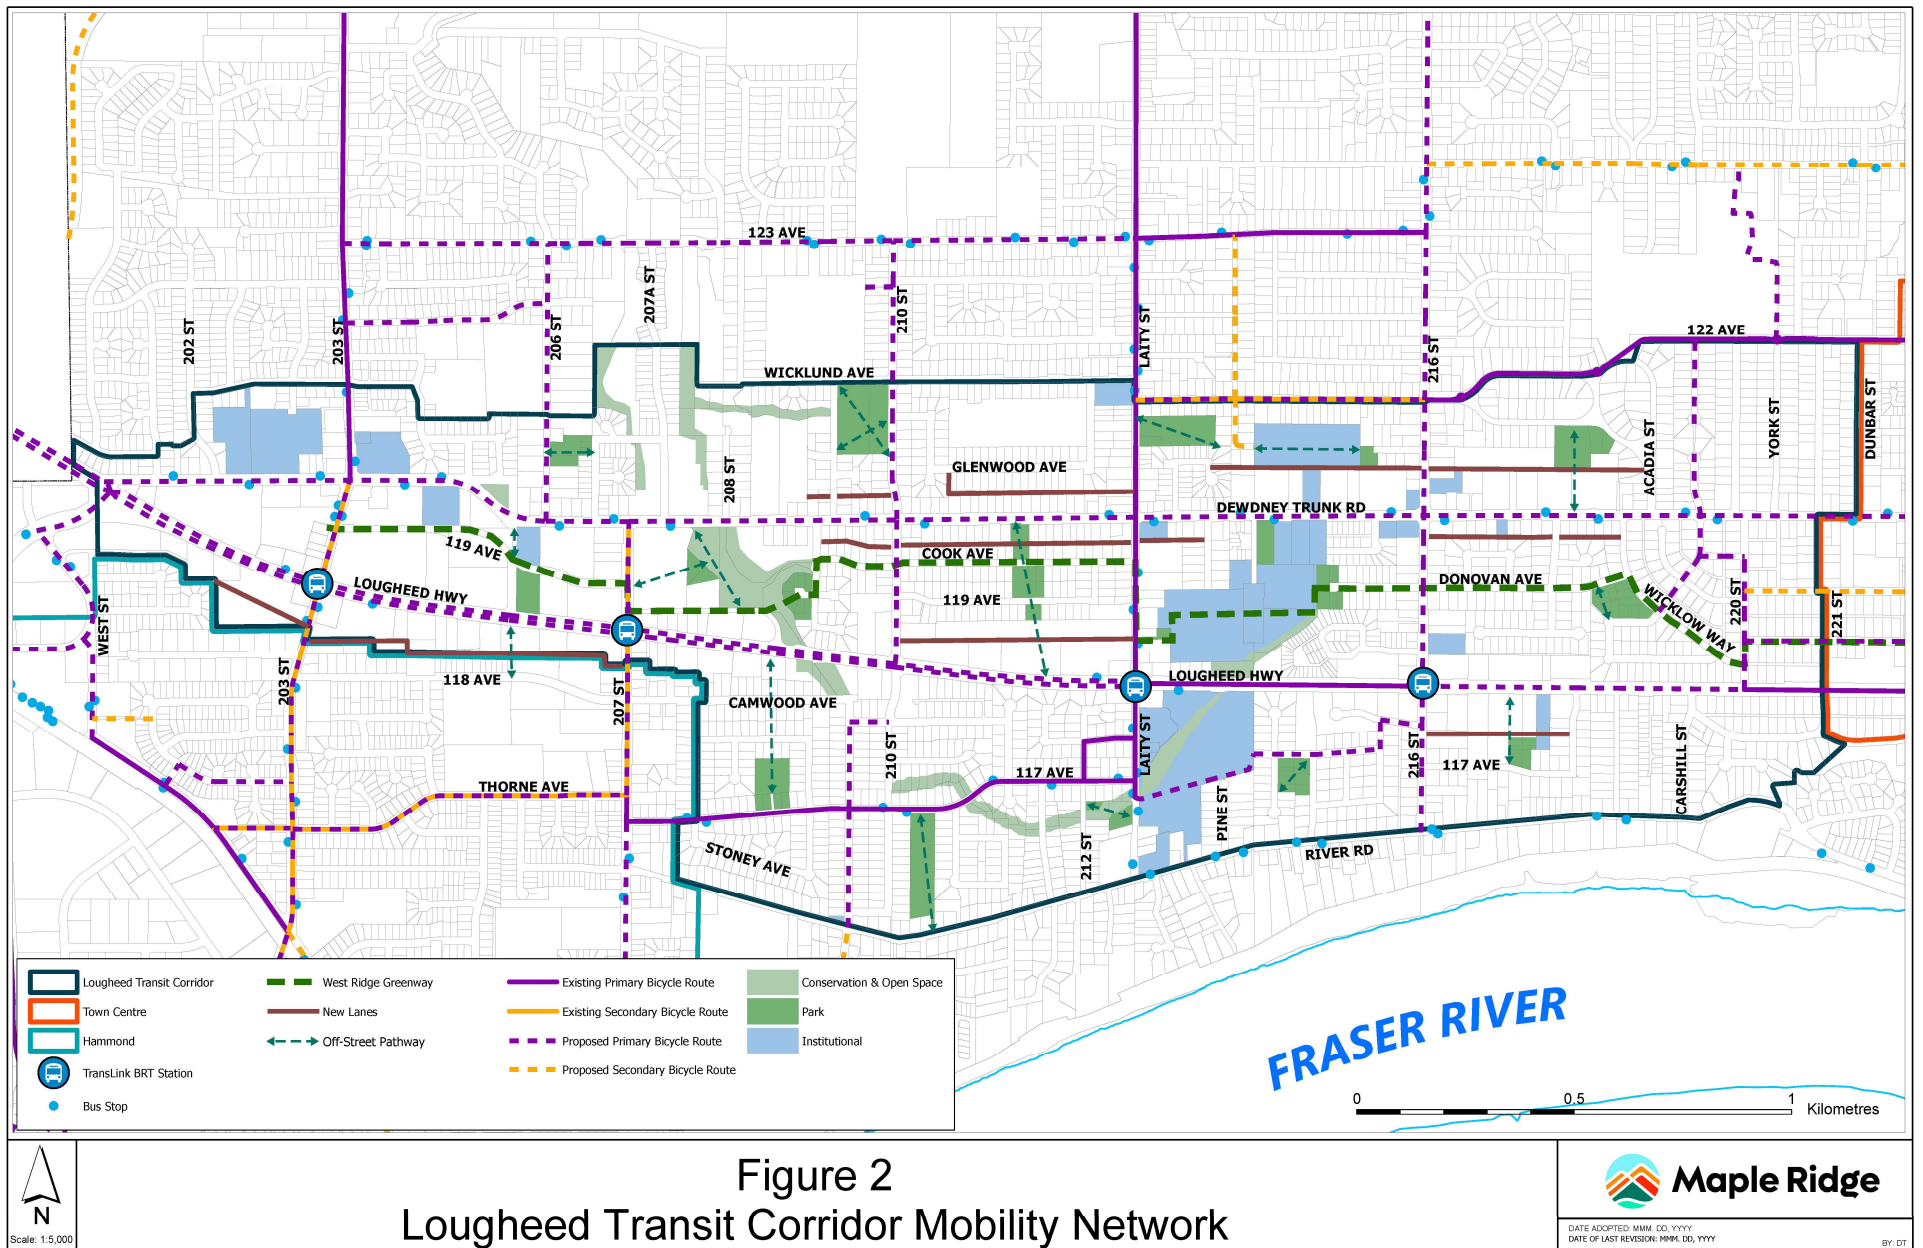 123 AVE
207A ST
202 ST
203 ST
206 ST
210 ST
LAITY ST
216 ST
122 AVE
WICKLUND AVE
DUNBAR ST
YORK ST
ACADIA ST
208 ST
GLENWOOD AVE
DEWDNEY TRUNK RD
119 AVE
COOK AVE
LOUGHEED HWY
DONOVAN AVE
119 AVE
WICKLOW WAY
220 ST
221 ST
WEST ST
203 ST
118 AVE
207 ST
CAMWOOD AVE
LOUGHEED HWY
210 ST
LAITY ST
216 ST
117 AVE
117 AVE
CARSHILL ST
THORNE AVE
PINE ST
212 ST
STONEY AVE
RIVER RD
FRASER RIVER
Lougheed Transit Corridor
Town Centre
Hammond
TransLink BRT Station
Bus Stop
West Ridge Greenway
New Lanes
Off-Street Pathway
Existing Primary Bicycle Route
Existing Secondary Bicycle Route
Proposed Primary Bicycle Route
Proposed Secondary Bicycle Route
Conservation & Open Space
Park
Institutional
0 0.5 1
Kilometres
N
Scale: 1:5,000
Figure 2
Lougheed Transit Corridor Mobility Network
Maple Ridge
DATE ADOPTED: MMM. DD, YYYY
DATE OF LAST REVISION: MMM. DD, YYYY
BY: DT